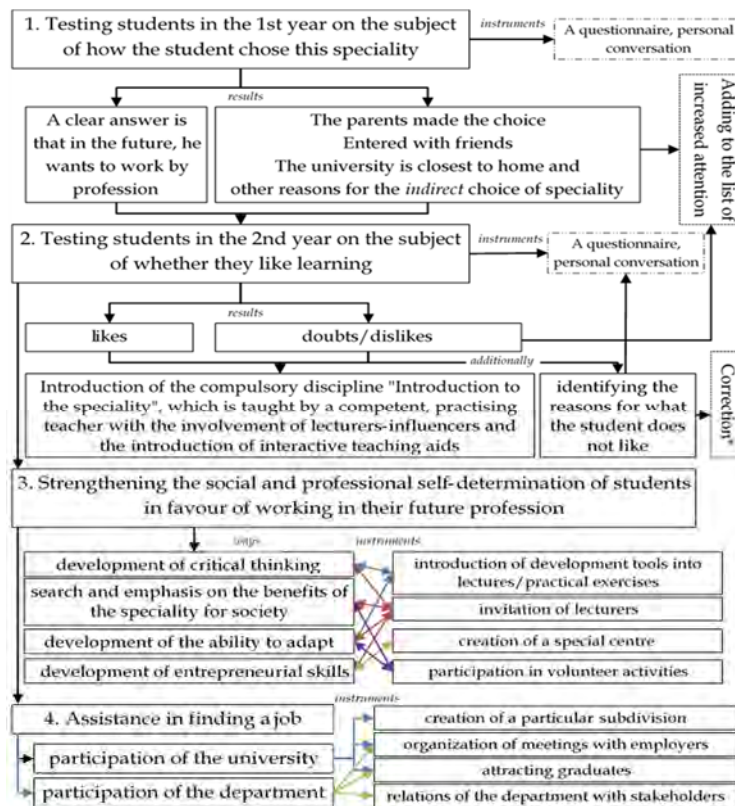 1. Testing students in the 1st year on the subject
of how the student chose this speciality
instruments
A questionnaire, personal
conversation
results
A clear answer is
that in the future, he
wants to work by
profession
The parents made the choice
Entered with friends
The university is closest to home and
other reasons for the indirect choice of speciality
Adding to the list of
increased attention
2. Testing students in the 2nd year on the subject
of whether they like learning
instruments
A questionnaire,
personal conversation
results
likes
doubts/dislikes
additionally
Introduction of the compulsory discipline "Introduction to
the speciality", which is taught by a competent, practising
teacher with the involvement of lecturers-influencers and
the introduction of interactive teaching aids
identifying the
reasons for what
the student does
not like
Correction*
3. Strengthening the social and professional self-determination of students
in favour of working in their future profession
ways
instruments
development of critical thinking
search and emphasis on the benefits of
the speciality for society
development of the ability to adapt
development of entrepreneurial skills
introduction of development tools into
lectures/practical exercises
invitation of lecturers
creation of a special centre
participation in volunteer activities
4. Assistance in finding a job
instruments
participation of the university
participation of the department
creation of a particular subdivision
organization of meetings with employers
attracting graduates
relations of the department with stakeholders